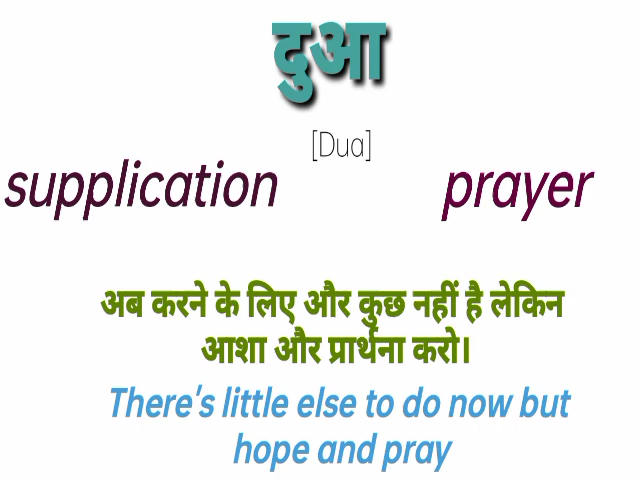 दुआ
[Dua]
supplication prayer
अब करने के लिए और कुछ नहीं है लेकिन
आशा और प्रार्थना करो।
There's little else to do now but
hope and pray